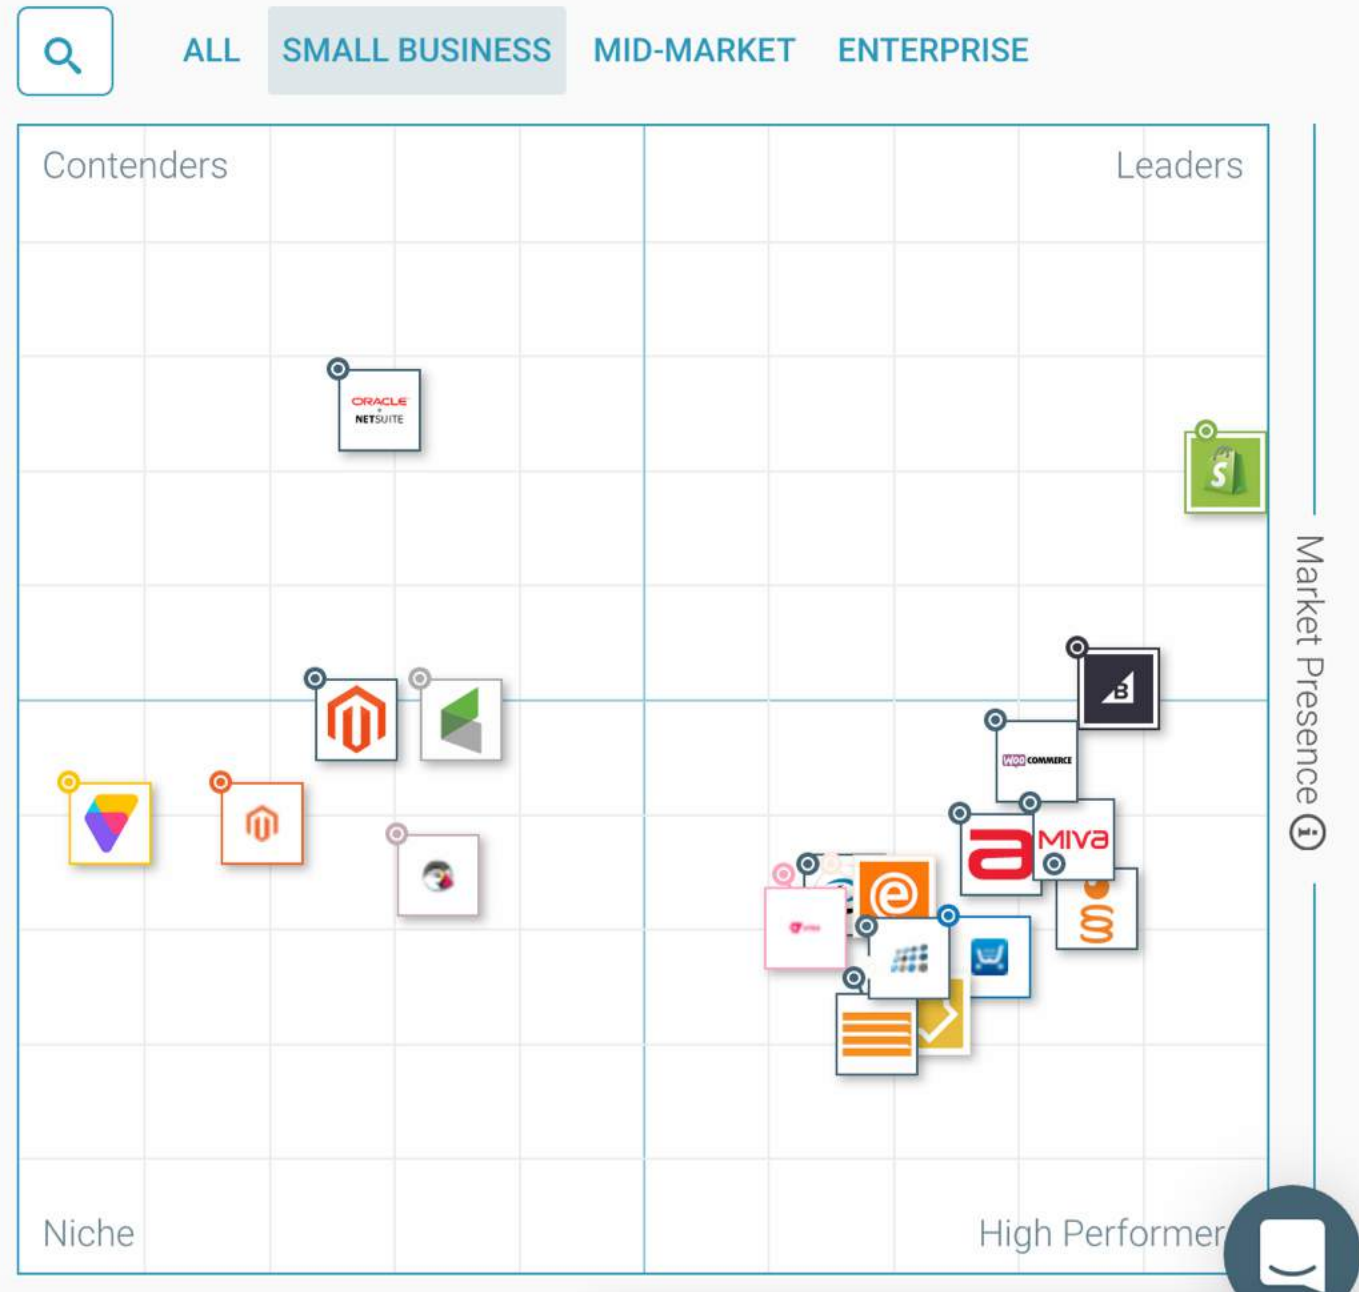 ALL SMALL BUSINESS MID-MARKET ENTERPRISE
Contenders
Leaders
ORACLE
+
NETSUITE
S
B
WOO COMMERCE
a
MIVA
e
Market Presence
Niche
High Performer